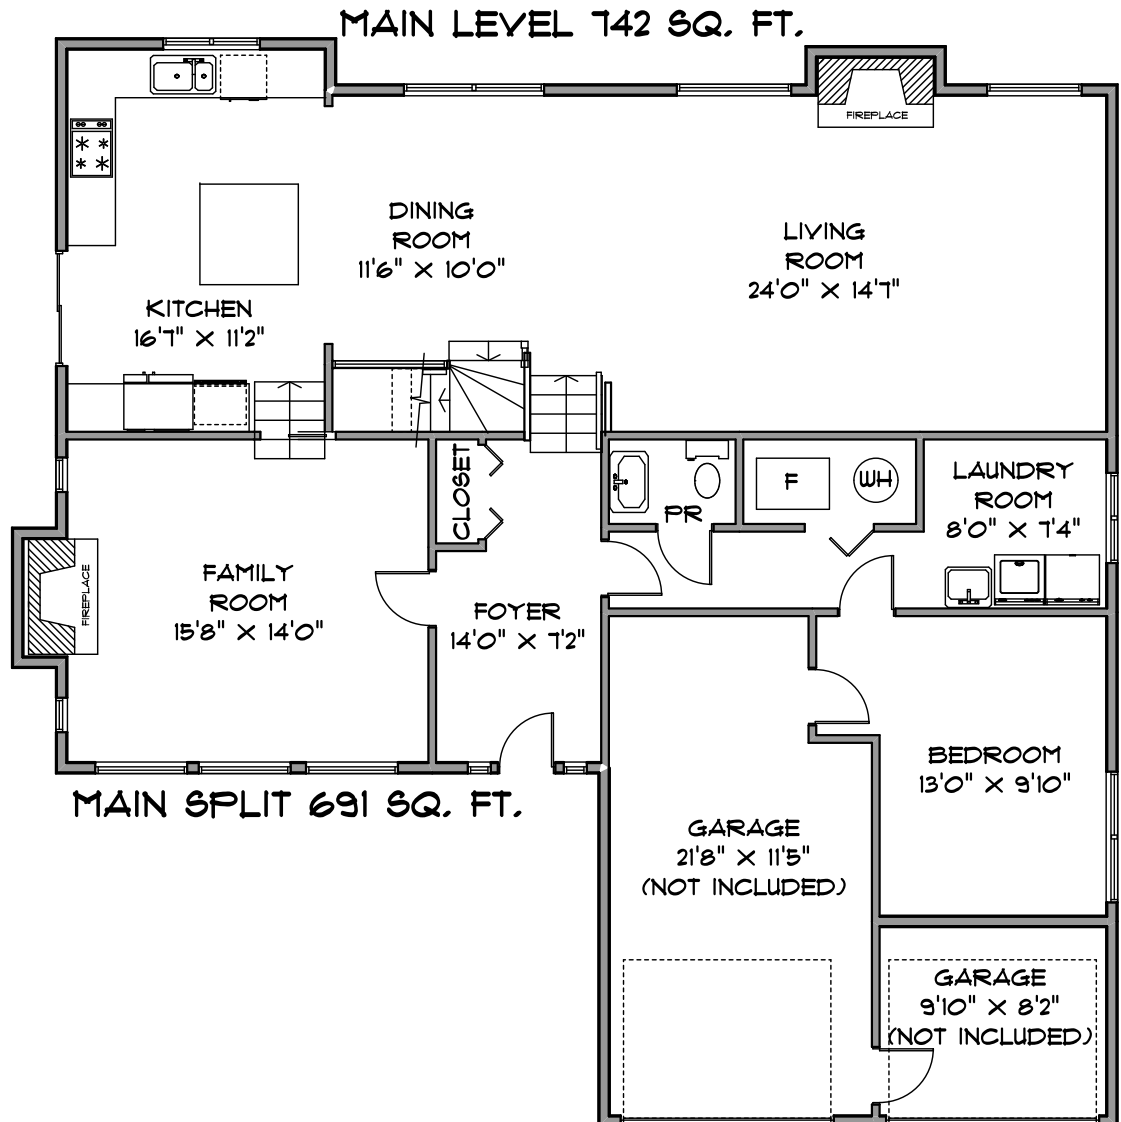 MAIN LEVEL 742 SQ. FT.
FIREPLACE
DINING
ROOM
11'6" X 10'0"
LIVING
ROOM
24'0" X 14'7"
KITCHEN
16'7" X 11'2"
CLOSET
PR
F
WH
LAUNDRY
ROOM
8'0" X 7'4"
FAMILY
ROOM
15'8" X 14'0"
FIREPLACE
FOYER
14'0" X 7'2"
BEDROOM
13'0" X 9'10"
MAIN SPLIT 691 SQ. FT.
GARAGE
21'8" X 11'5"
(NOT INCLUDED)
GARAGE
9'10" X 8'2"
(NOT INCLUDED)